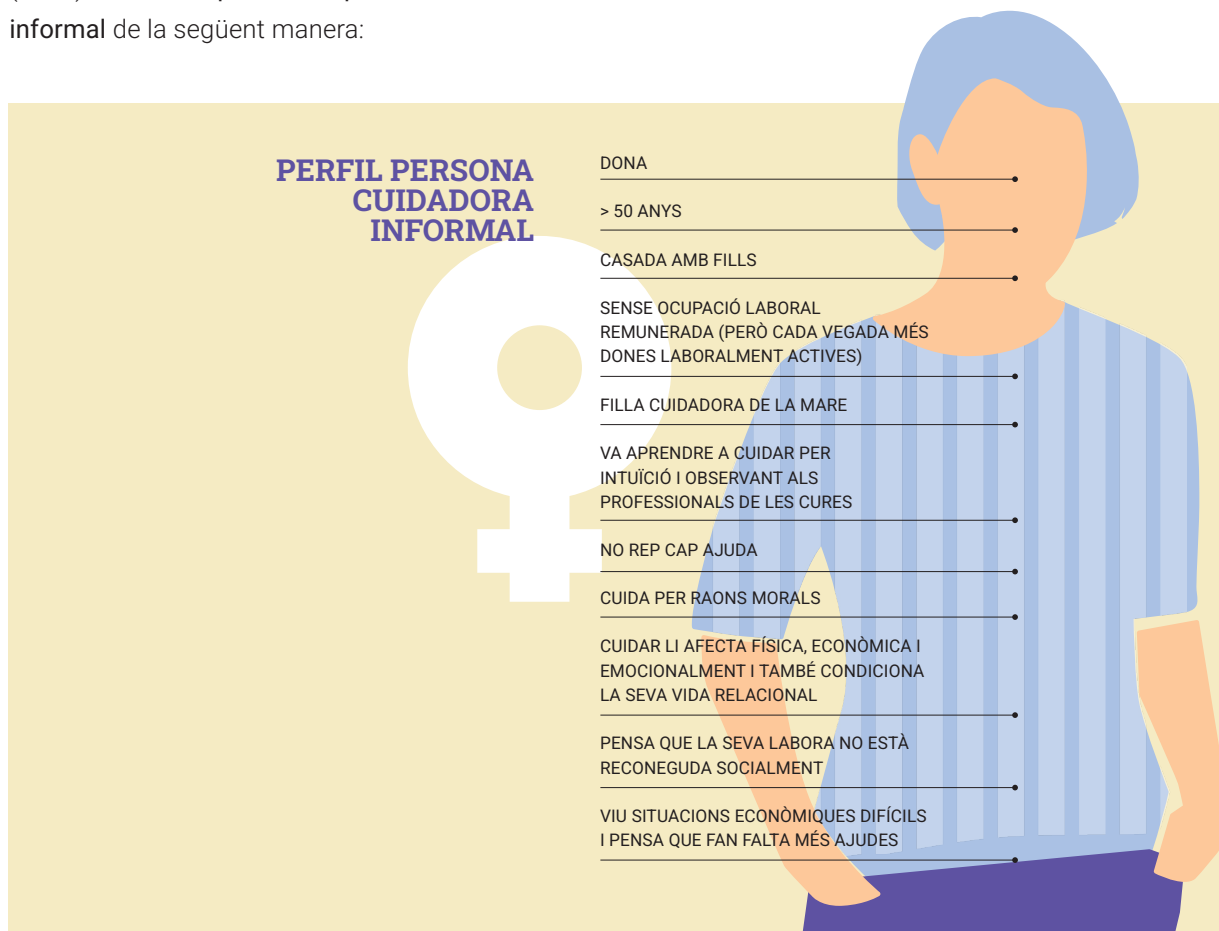 informal de la següent manera:
PERFIL PERSONA
CUIDADORA
INFORMAL
DONA
> 50 ANYS
CASADA AMB FILLS
SENSE OCUPACIÓ LABORAL
REMUNERADA (PERÒ CADA VEGADA MÉS
DONES LABORALMENT ACTIVES)
FILLA CUIDADORA DE LA MARE
VA APRENDRE A CUIDAR PER
INTUÏCIÓ I OBSERVANT ALS
PROFESSIONALS DE LES CURES
NO REP CAP AJUDA
CUIDA PER RAONS MORALS
CUIDAR LI AFECTA FÍSICA, ECONÒMICA I
EMOCIONALMENT I TAMBÉ CONDICIONA
LA SEVA VIDA RELACIONAL
PENSA QUE LA SEVA LABORA NO ESTÀ
RECONEGUDA SOCIALMENT
VIU SITUACIONS ECONÒMIQUES DIFÍCILS
I PENSA QUE FAN FALTA MÉS AJUDES